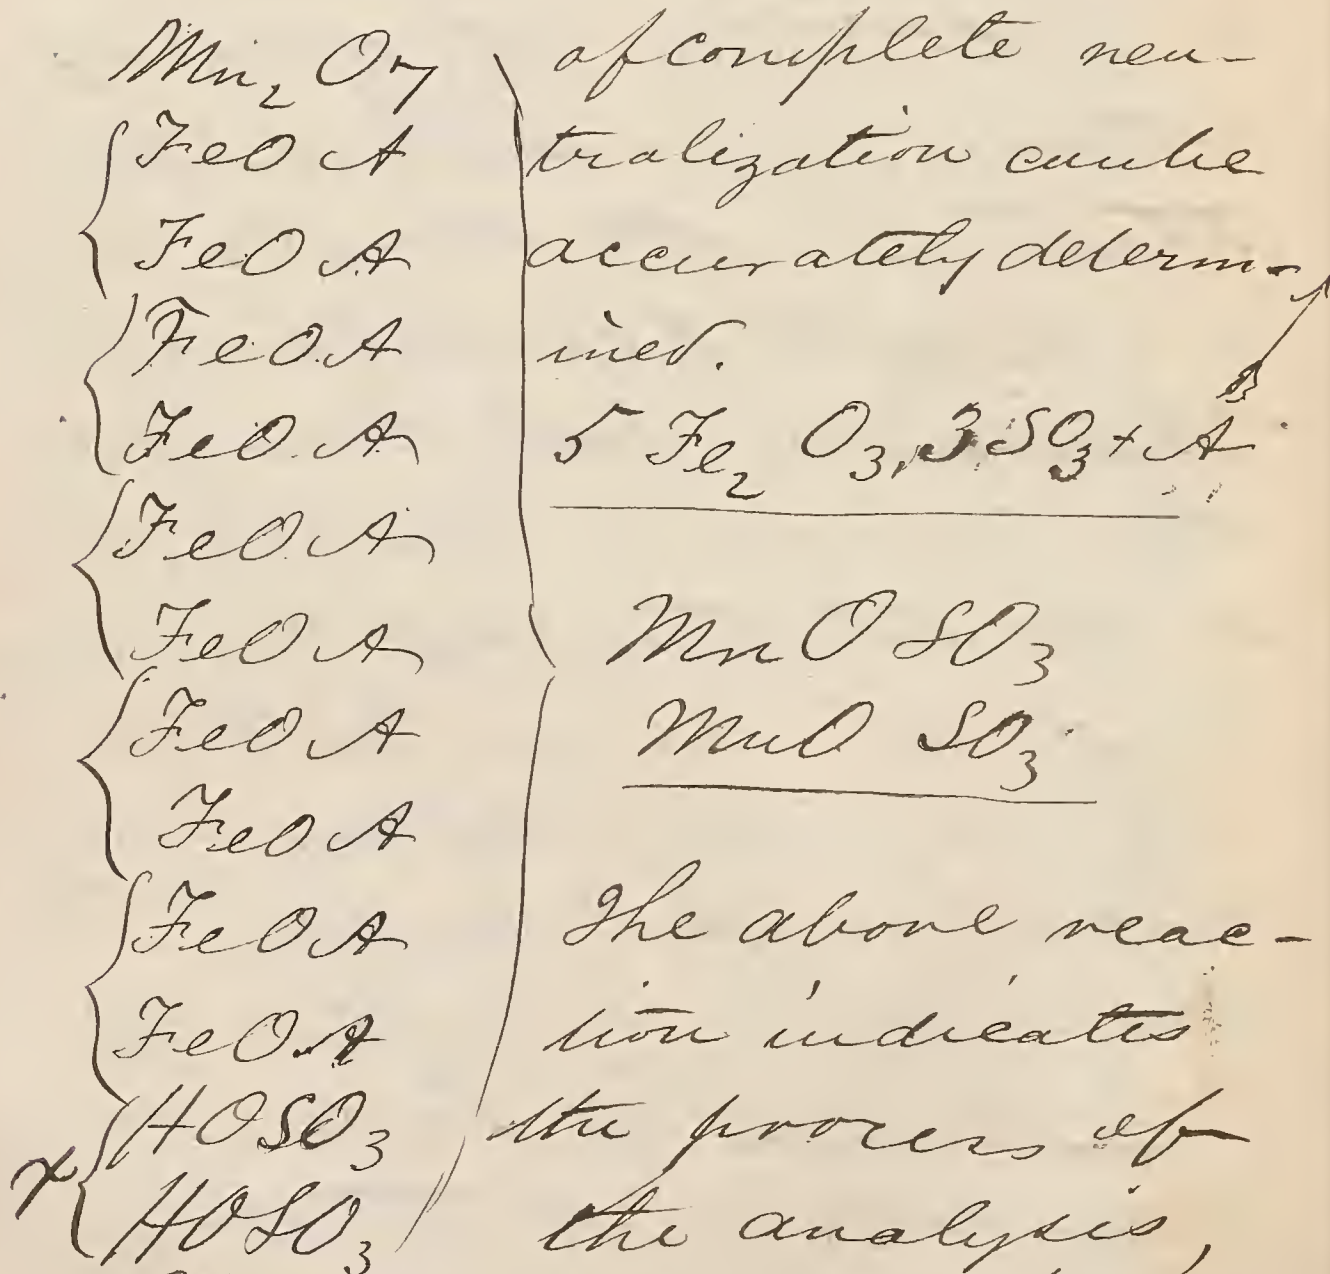 Mn₂ O₇
FeO A
FeO A
FeO.A
FeO.A
FeO.A
FeO A
FeO A
FeO A
FeO A
FeO.A
HOSO₃
x HOSO₃
of complete neu-
tralization can be
accurately determ-
ined.
5 Fe₂ O₃, 3 SO₃ + A
MnO SO₃
MnO SO₃
The above reac-
tion indicates
the process of
the analysis,